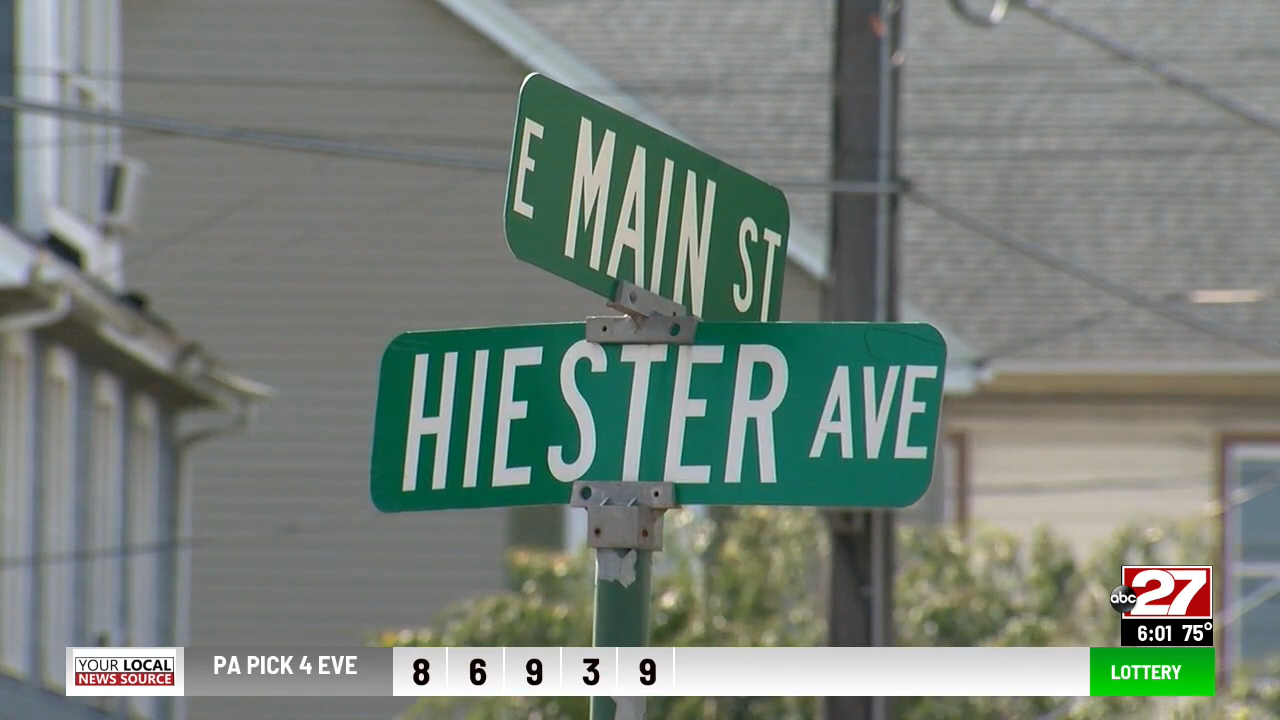 E MAIN ST
HIESTER AVE
abc 27
6:01 75°
YOUR LOCAL
NEWS SOURCE
PA PICK 4 EVE
8 6 9 3 9
LOTTERY